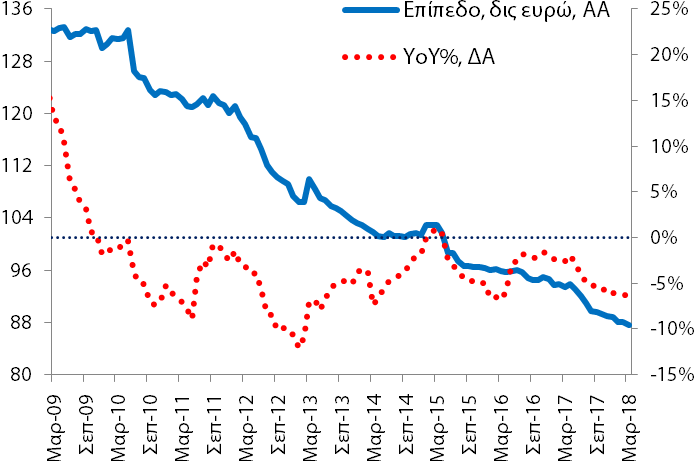 Επίπεδο, δις ευρώ, ΑΑ
YoY%, ΔΑ
136
128
120
112
104
96
88
80
25%
20%
15%
10%
5%
0%
-5%
-10%
-15%
Μαρ-09
Σεπ-09
Μαρ-10
Σεπ-10
Μαρ-11
Σεπ-11
Μαρ-12
Σεπ-12
Μαρ-13
Σεπ-13
Μαρ-14
Σεπ-14
Μαρ-15
Σεπ-15
Μαρ-16
Σεπ-16
Μαρ-17
Σεπ-17
Μαρ-18